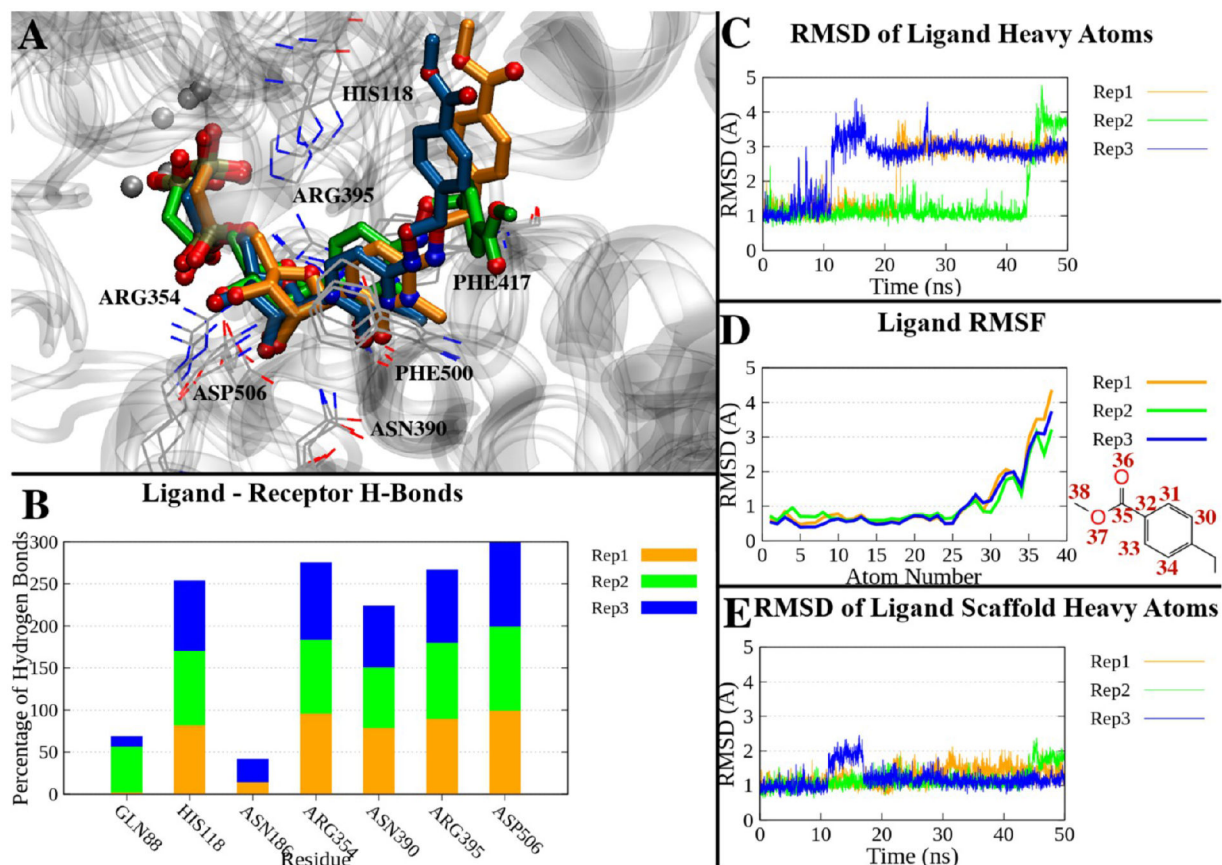 A
HIS118
ARG395
ARG354
PHE417
PHE500
ASP506
ASN390
B
Ligand - Receptor H-Bonds
Percentage of Hydrogen Bonds
300
250
200
150
100
50
0
GLN88
HIS118
ASN186
ARG354
ASN390
ARG395
ASP506
Residue
Rep1
Rep2
Rep3
C
RMSD of Ligand Heavy Atoms
RMSD (A)
5
4
3
2
1
0
0 10 20 30 40 50
Time (ns)
Rep1
Rep2
Rep3
D
Ligand RMSF
RMSD (A)
5
4
3
2
1
0
0 5 10 15 20 25 30 35 40
Atom Number
Rep1
Rep2
Rep3
36
O
38
32
31
35
30
O
37
33
34
E
RMSD of Ligand Scaffold Heavy Atoms
RMSD (A)
5
4
3
2
1
0
0 10 20 30 40 50
Time (ns)
Rep1
Rep2
Rep3